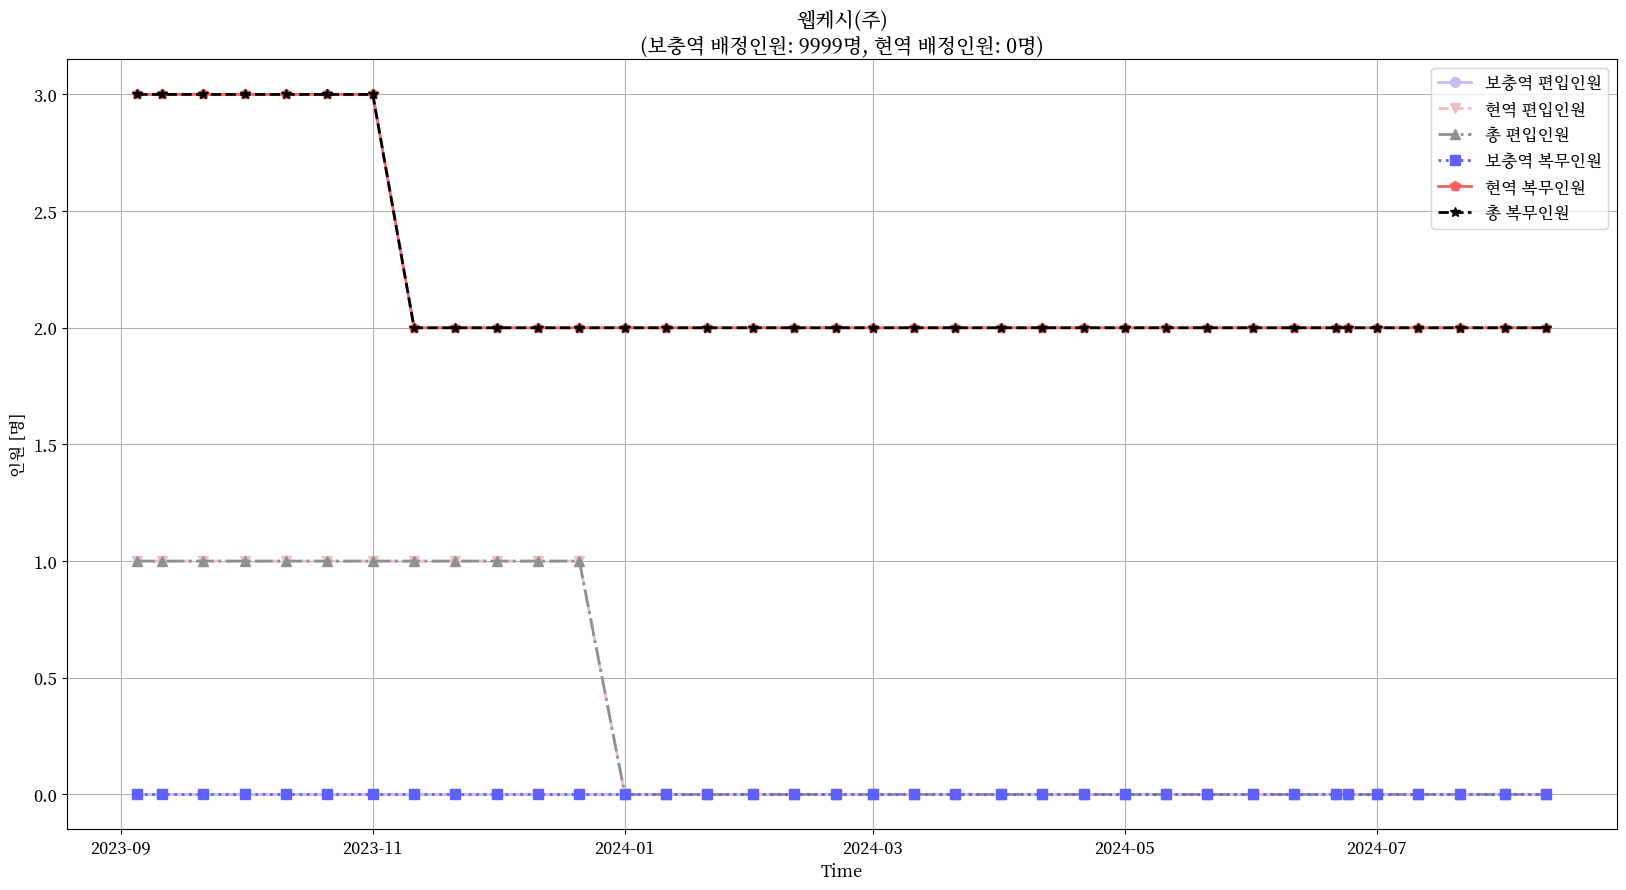 웹케시(주)
(보충역 배정인원: 9999명, 현역 배정인원: 0명)
보충역 편입인원
현역 편입인원
총 편입인원
보충역 복무인원
현역 복무인원
총 복무인원
인원 [명]
3.0
2.5
2.0
1.5
1.0
0.5
0.0
2023-09 2023-11 2024-01 2024-03 2024-05 2024-07
Time